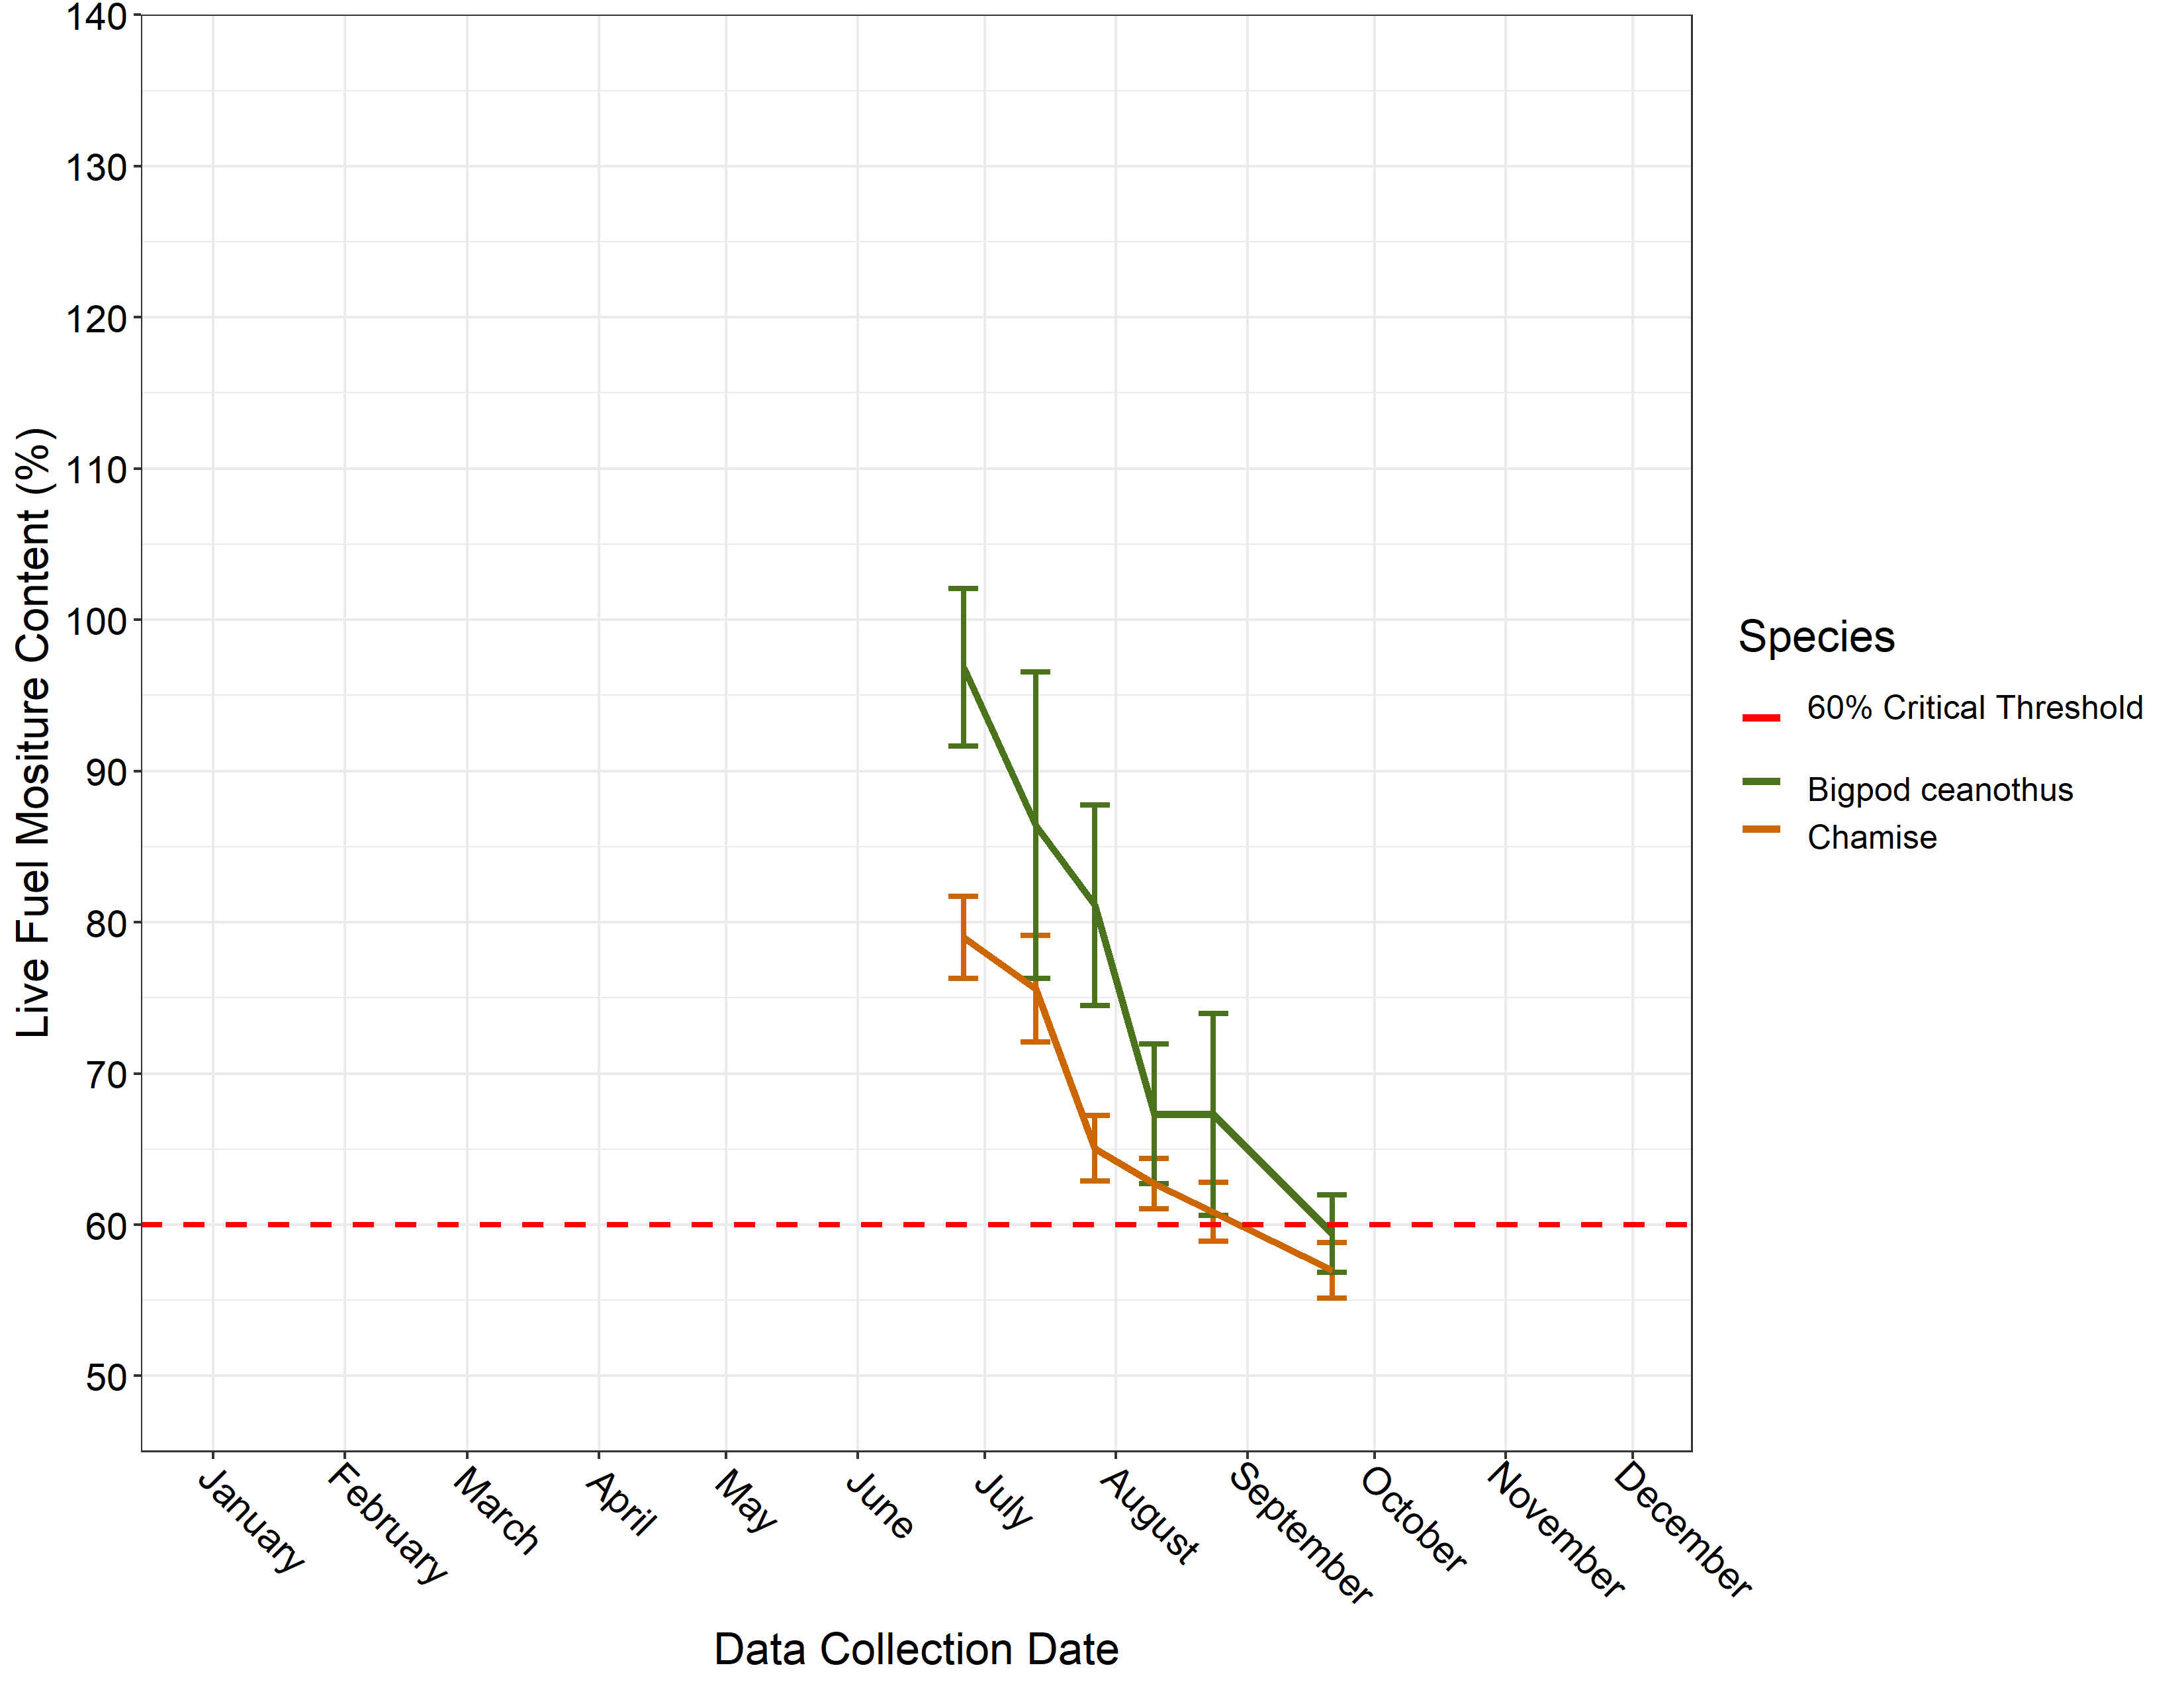 140
130
120
110
100
90
80
70
60
50
Live Fuel Mositure Content (%)
January
February
March
April
May
June
July
August
September
October
November
December
Data Collection Date
Species
60% Critical Threshold
Bigpod ceanothus
Chamise